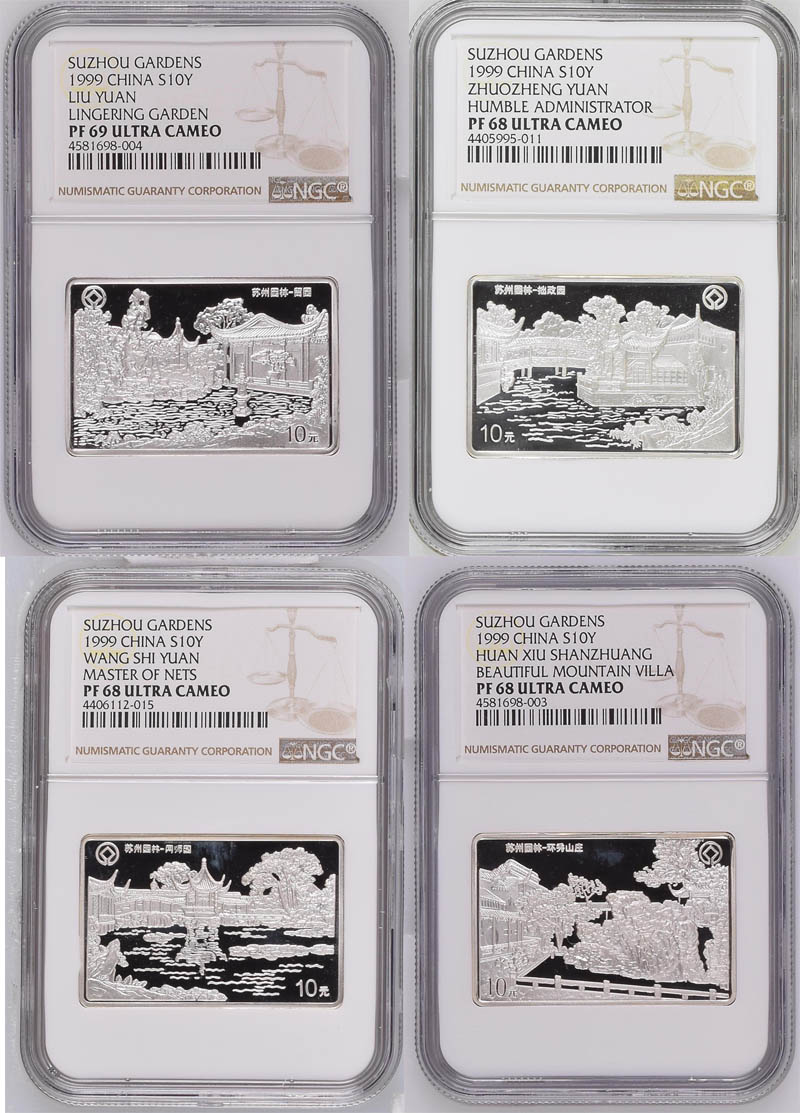 SUZHOU GARDENS
1999 CHINA S10Y
LIU YUAN
LINGERING GARDEN
PF 69 ULTRA CAMEO
4581698-004
NUMISMATIC GUARANTY CORPORATION NGC®
苏州园林-留园
10元
SUZHOU GARDENS
1999 CHINA S10Y
ZHUOZHENG YUAN
HUMBLE ADMINISTRATOR
PF 68 ULTRA CAMEO
4405995-011
NUMISMATIC GUARANTY CORPORATION NGC®
苏州园林-拙政园
10元
SUZHOU GARDENS
1999 CHINA S10Y
WANG SHI YUAN
MASTER OF NETS
PF 68 ULTRA CAMEO
4406112-015
NUMISMATIC GUARANTY CORPORATION NGC®
苏州园林-网师园
10元
SUZHOU GARDENS
1999 CHINA S10Y
HUAN XIU SHANZHUANG
BEAUTIFUL MOUNTAIN VILLA
PF 68 ULTRA CAMEO
4581698-003
NUMISMATIC GUARANTY CORPORATION NGC®
苏州园林-环秀山庄
10元